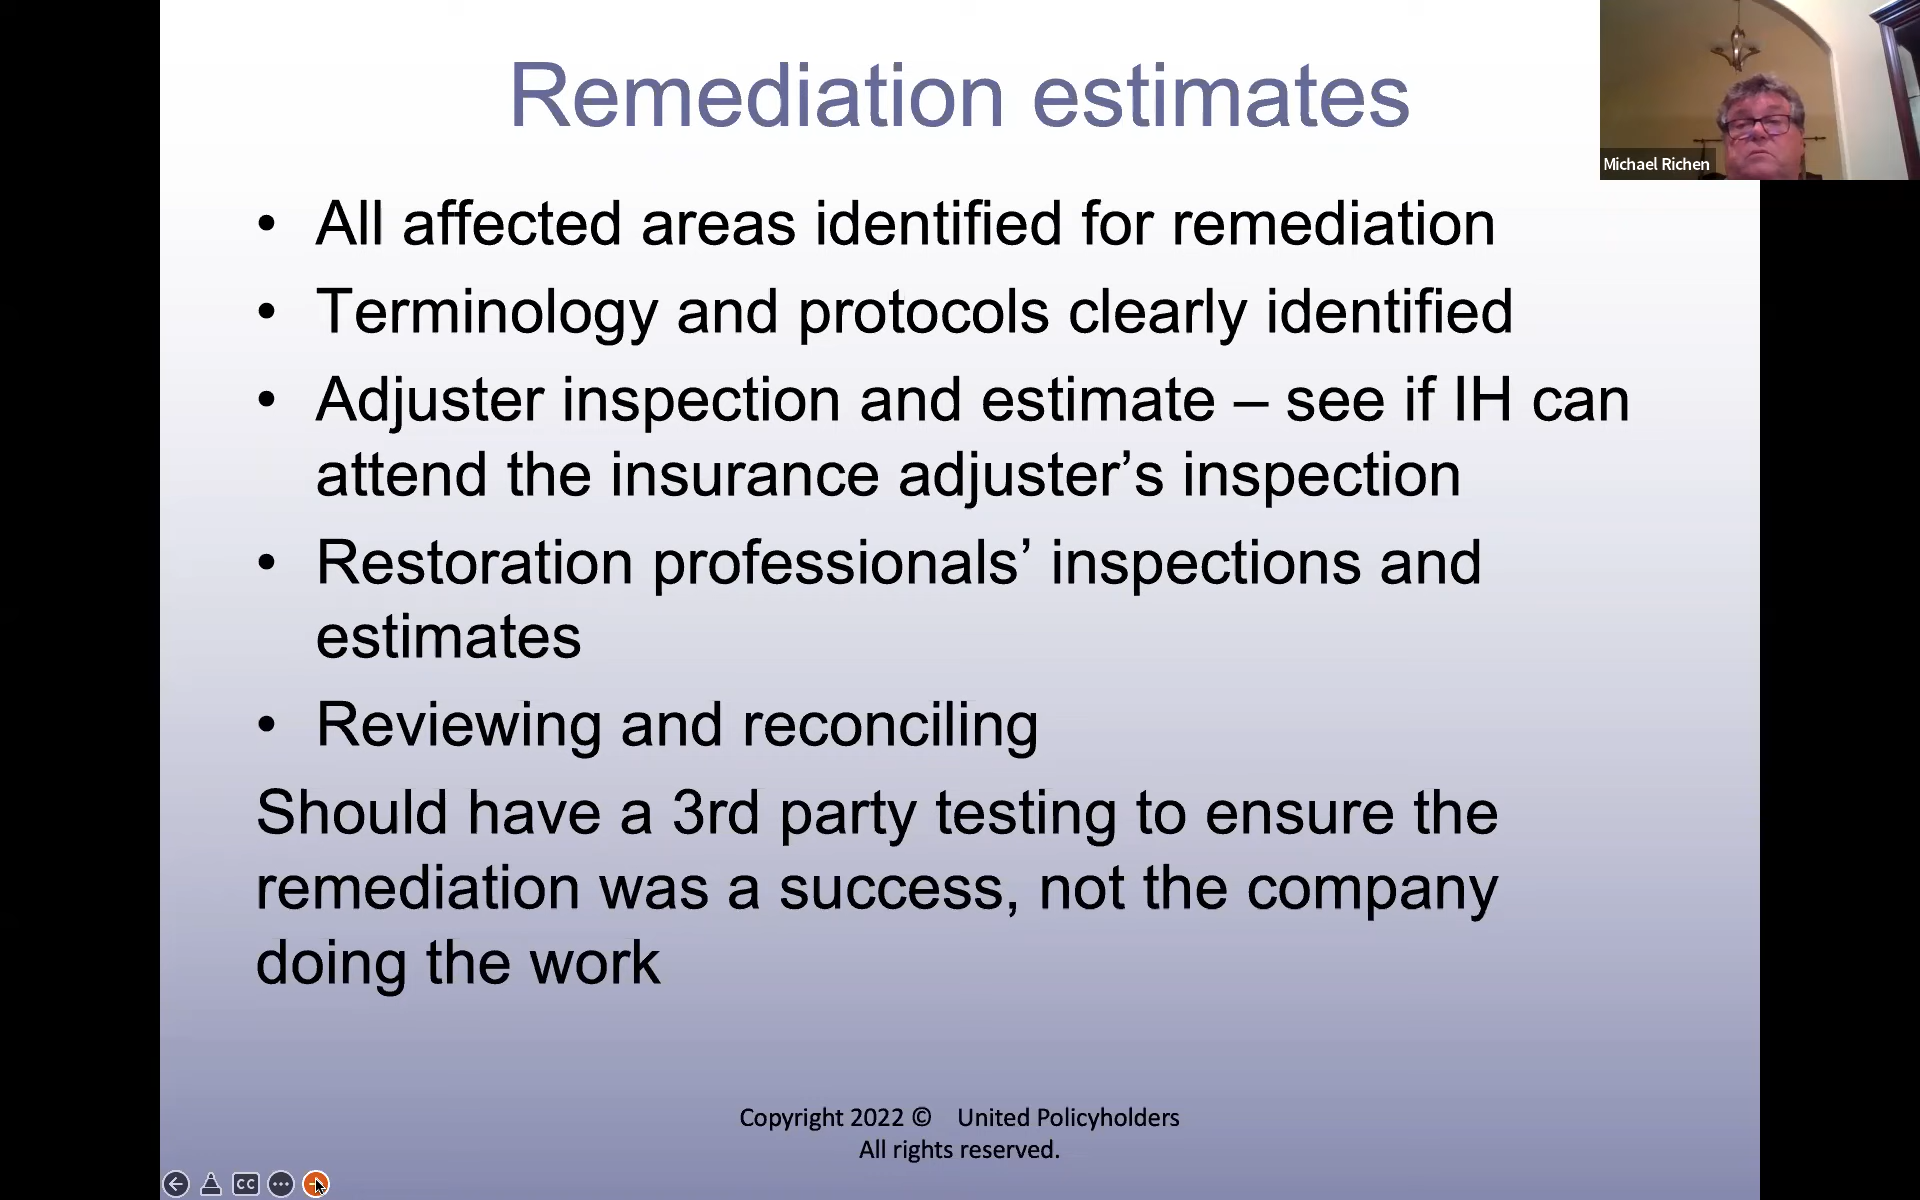 Remediation estimates
Michael Richen
• All affected areas identified for remediation
• Terminology and protocols clearly identified
• Adjuster inspection and estimate – see if IH can
attend the insurance adjuster’s inspection
• Restoration professionals’ inspections and
estimates
• Reviewing and reconciling
Should have a 3rd party testing to ensure the
remediation was a success, not the company
doing the work
Copyright 2022 © United Policyholders
All rights reserved.
CC